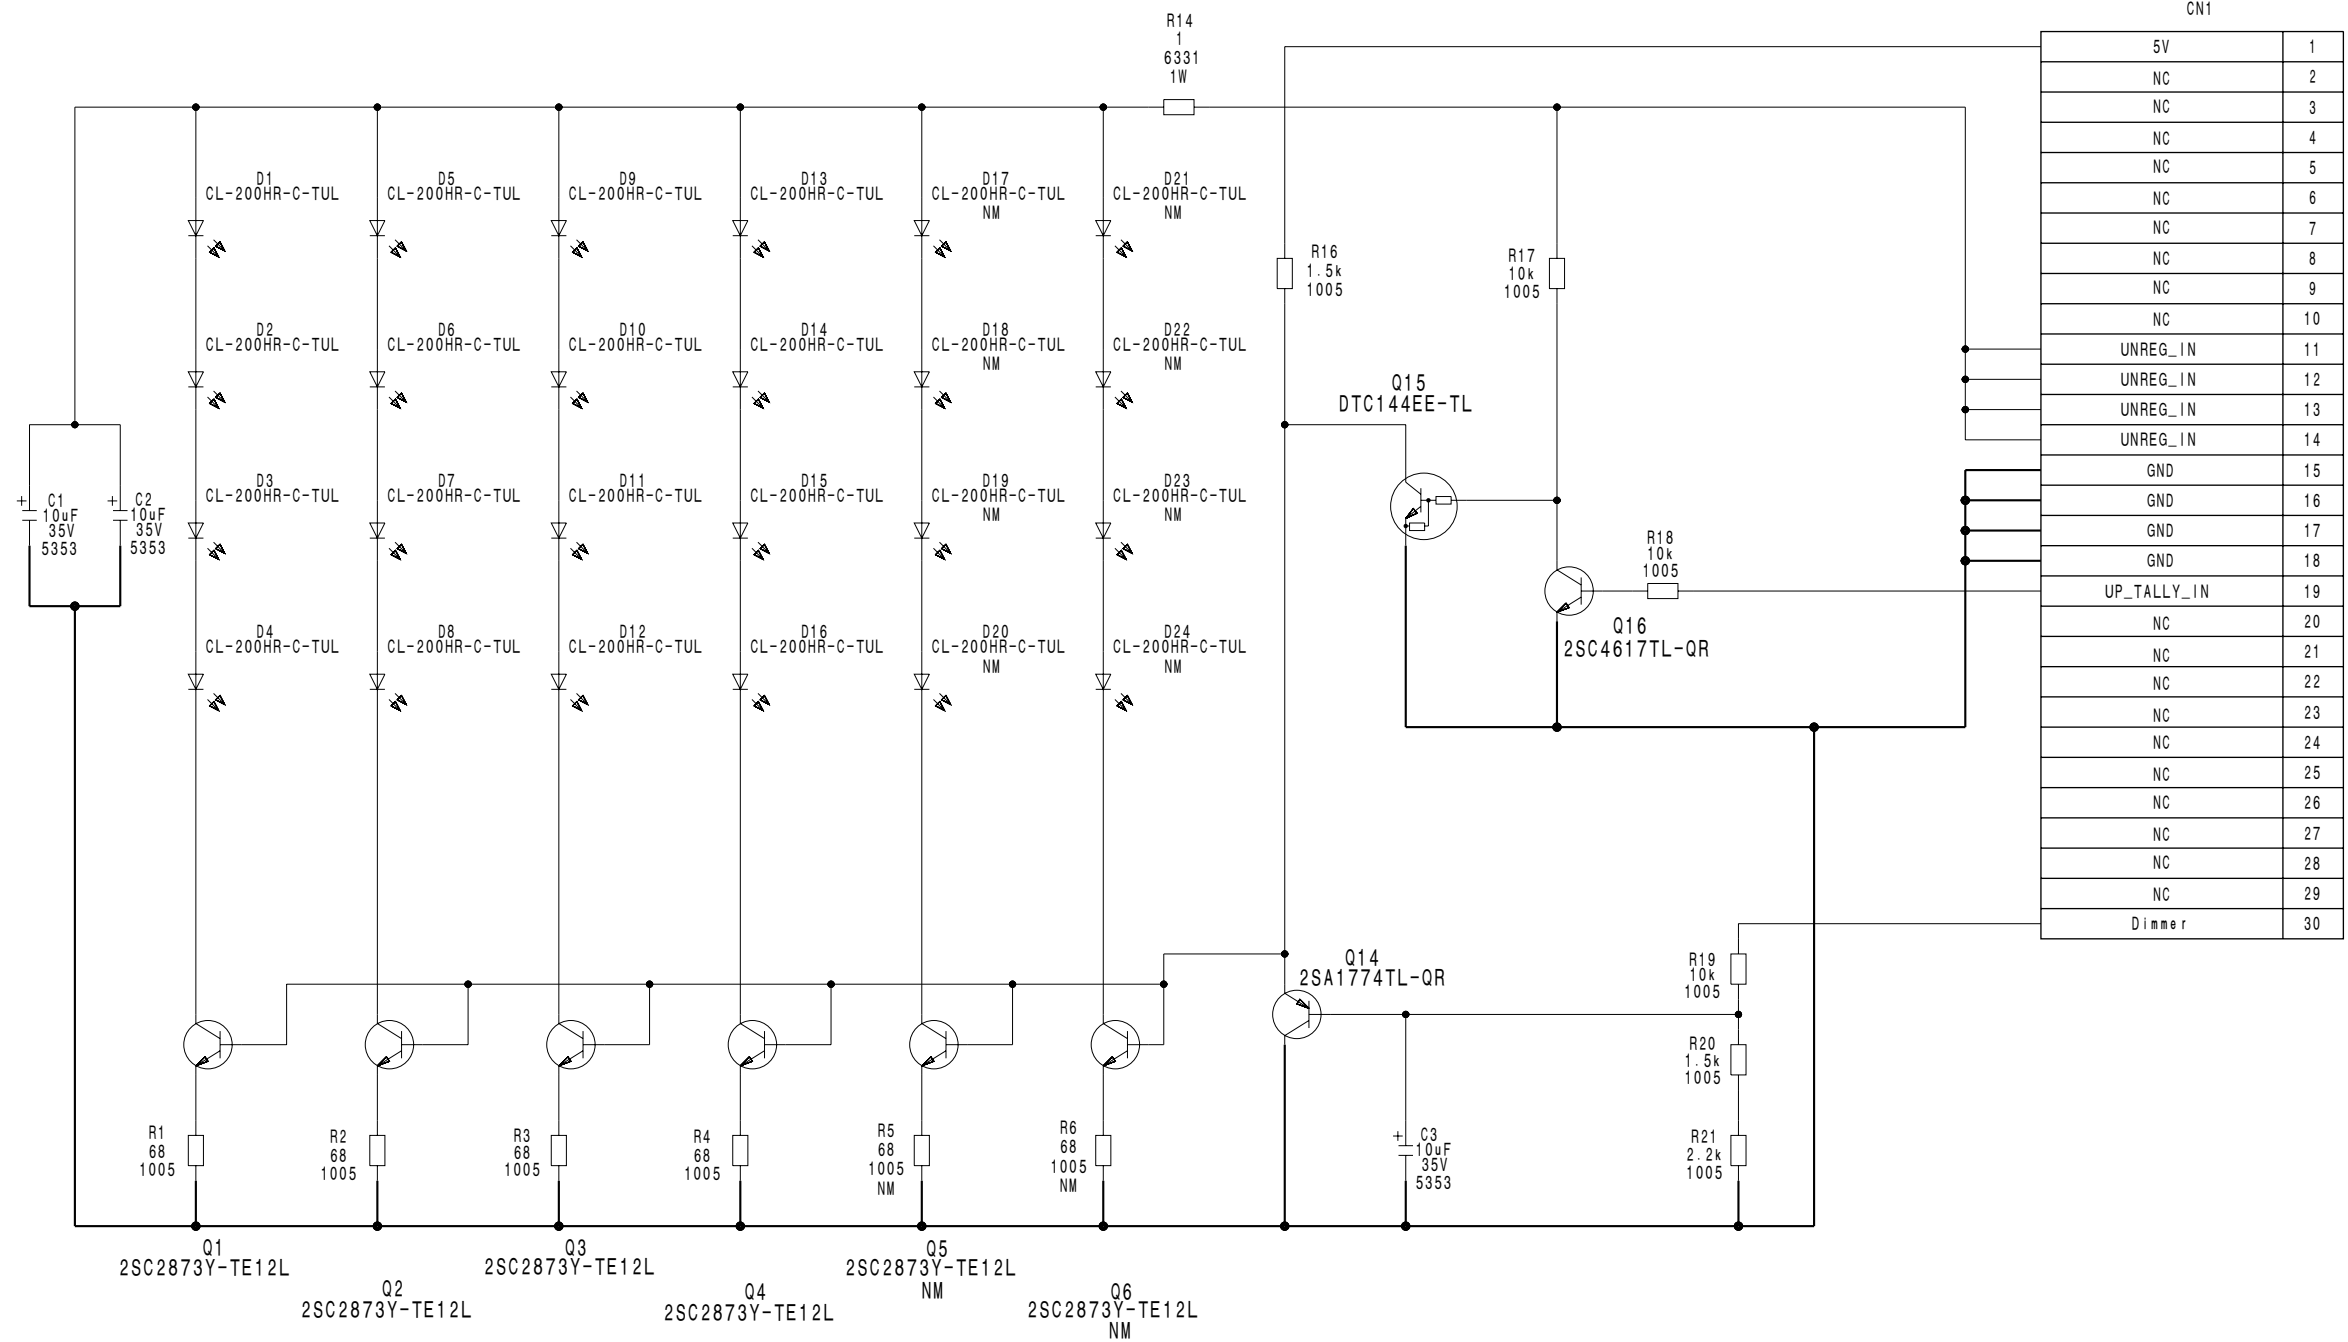 CN1
R14
1
6331
1W
5V 1
NC 2
NC 3
NC 4
NC 5
NC 6
NC 7
NC 8
NC 9
NC 10
UNREG_IN 11
UNREG_IN 12
UNREG_IN 13
UNREG_IN 14
GND 15
GND 16
GND 17
GND 18
UP_TALLY_IN 19
NC 20
NC 21
NC 22
NC 23
NC 24
NC 25
NC 26
NC 27
NC 28
NC 29
Dimmer 30
D1
CL-200HR-C-TUL
D5
CL-200HR-C-TUL
D9
CL-200HR-C-TUL
D13
CL-200HR-C-TUL
D17
CL-200HR-C-TUL
NM
D21
CL-200HR-C-TUL
NM
R16
1.5k
1005
R17
10k
1005
D2
CL-200HR-C-TUL
D6
CL-200HR-C-TUL
D10
CL-200HR-C-TUL
D14
CL-200HR-C-TUL
D18
CL-200HR-C-TUL
NM
D22
CL-200HR-C-TUL
NM
Q15
DTC144EE-TL
+ C1
10uF
35V
5353
+ C2
10uF
35V
5353
D3
CL-200HR-C-TUL
D7
CL-200HR-C-TUL
D11
CL-200HR-C-TUL
D15
CL-200HR-C-TUL
D19
CL-200HR-C-TUL
NM
D23
CL-200HR-C-TUL
NM
R18
10k
1005
D4
CL-200HR-C-TUL
D8
CL-200HR-C-TUL
D12
CL-200HR-C-TUL
D16
CL-200HR-C-TUL
D20
CL-200HR-C-TUL
NM
D24
CL-200HR-C-TUL
NM
Q16
2SC4617TL-QR
Q14
2SA1774TL-QR
R19
10k
1005
R20
1.5k
1005
R1
68
1005
R2
68
1005
R3
68
1005
R4
68
1005
R5
68
1005
NM
R6
68
1005
NM
+ C3
10uF
35V
5353
R21
2.2k
1005
Q1
2SC2873Y-TE12L
Q2
2SC2873Y-TE12L
Q3
2SC2873Y-TE12L
Q4
2SC2873Y-TE12L
Q5
2SC2873Y-TE12L
NM
Q6
2SC2873Y-TE12L
NM